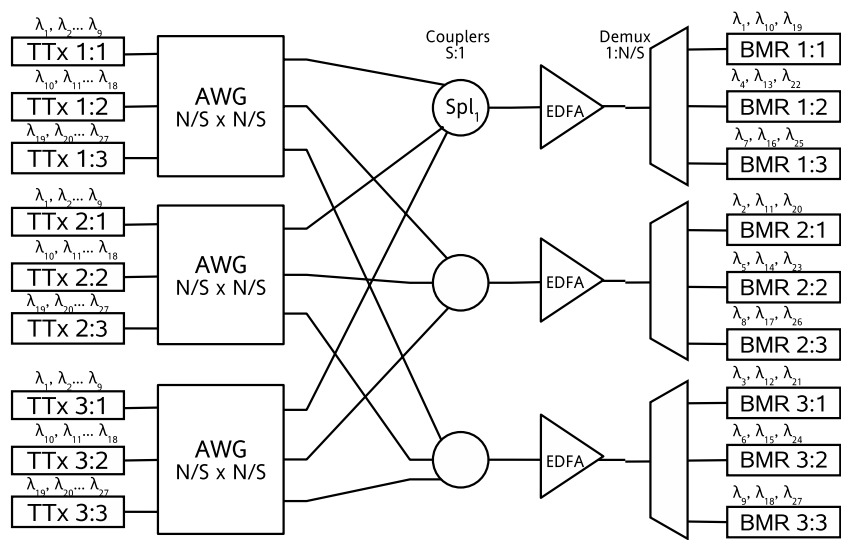 λ₁, λ₂... λ₉
TTx 1:1
λ₁₀, λ₁₁... λ₁₈
TTx 1:2
λ₁₉, λ₂₀... λ₂₇
TTx 1:3
AWG
N/S x N/S
λ₁, λ₂... λ₉
TTx 2:1
λ₁₀, λ₁₁... λ₁₈
TTx 2:2
λ₁₉, λ₂₀... λ₂₇
TTx 2:3
AWG
N/S x N/S
λ₁, λ₂... λ₉
TTx 3:1
λ₁₀, λ₁₁... λ₁₈
TTx 3:2
λ₁₉, λ₂₀... λ₂₇
TTx 3:3
AWG
N/S x N/S
Couplers
S:1
Spl₁
EDFA
EDFA
EDFA
Demux
1:N/S
λ₁, λ₁₀, λ₁₉
BMR 1:1
λ₄, λ₁₃, λ₂₂
BMR 1:2
λ₇, λ₁₆, λ₂₅
BMR 1:3
λ₂, λ₁₁, λ₂₀
BMR 2:1
λ₅, λ₁₄, λ₂₃
BMR 2:2
λ₈, λ₁₇, λ₂₆
BMR 2:3
λ₃, λ₁₂, λ₂₁
BMR 3:1
λ₆, λ₁₅, λ₂₄
BMR 3:2
λ₉, λ₁₈, λ₂₇
BMR 3:3